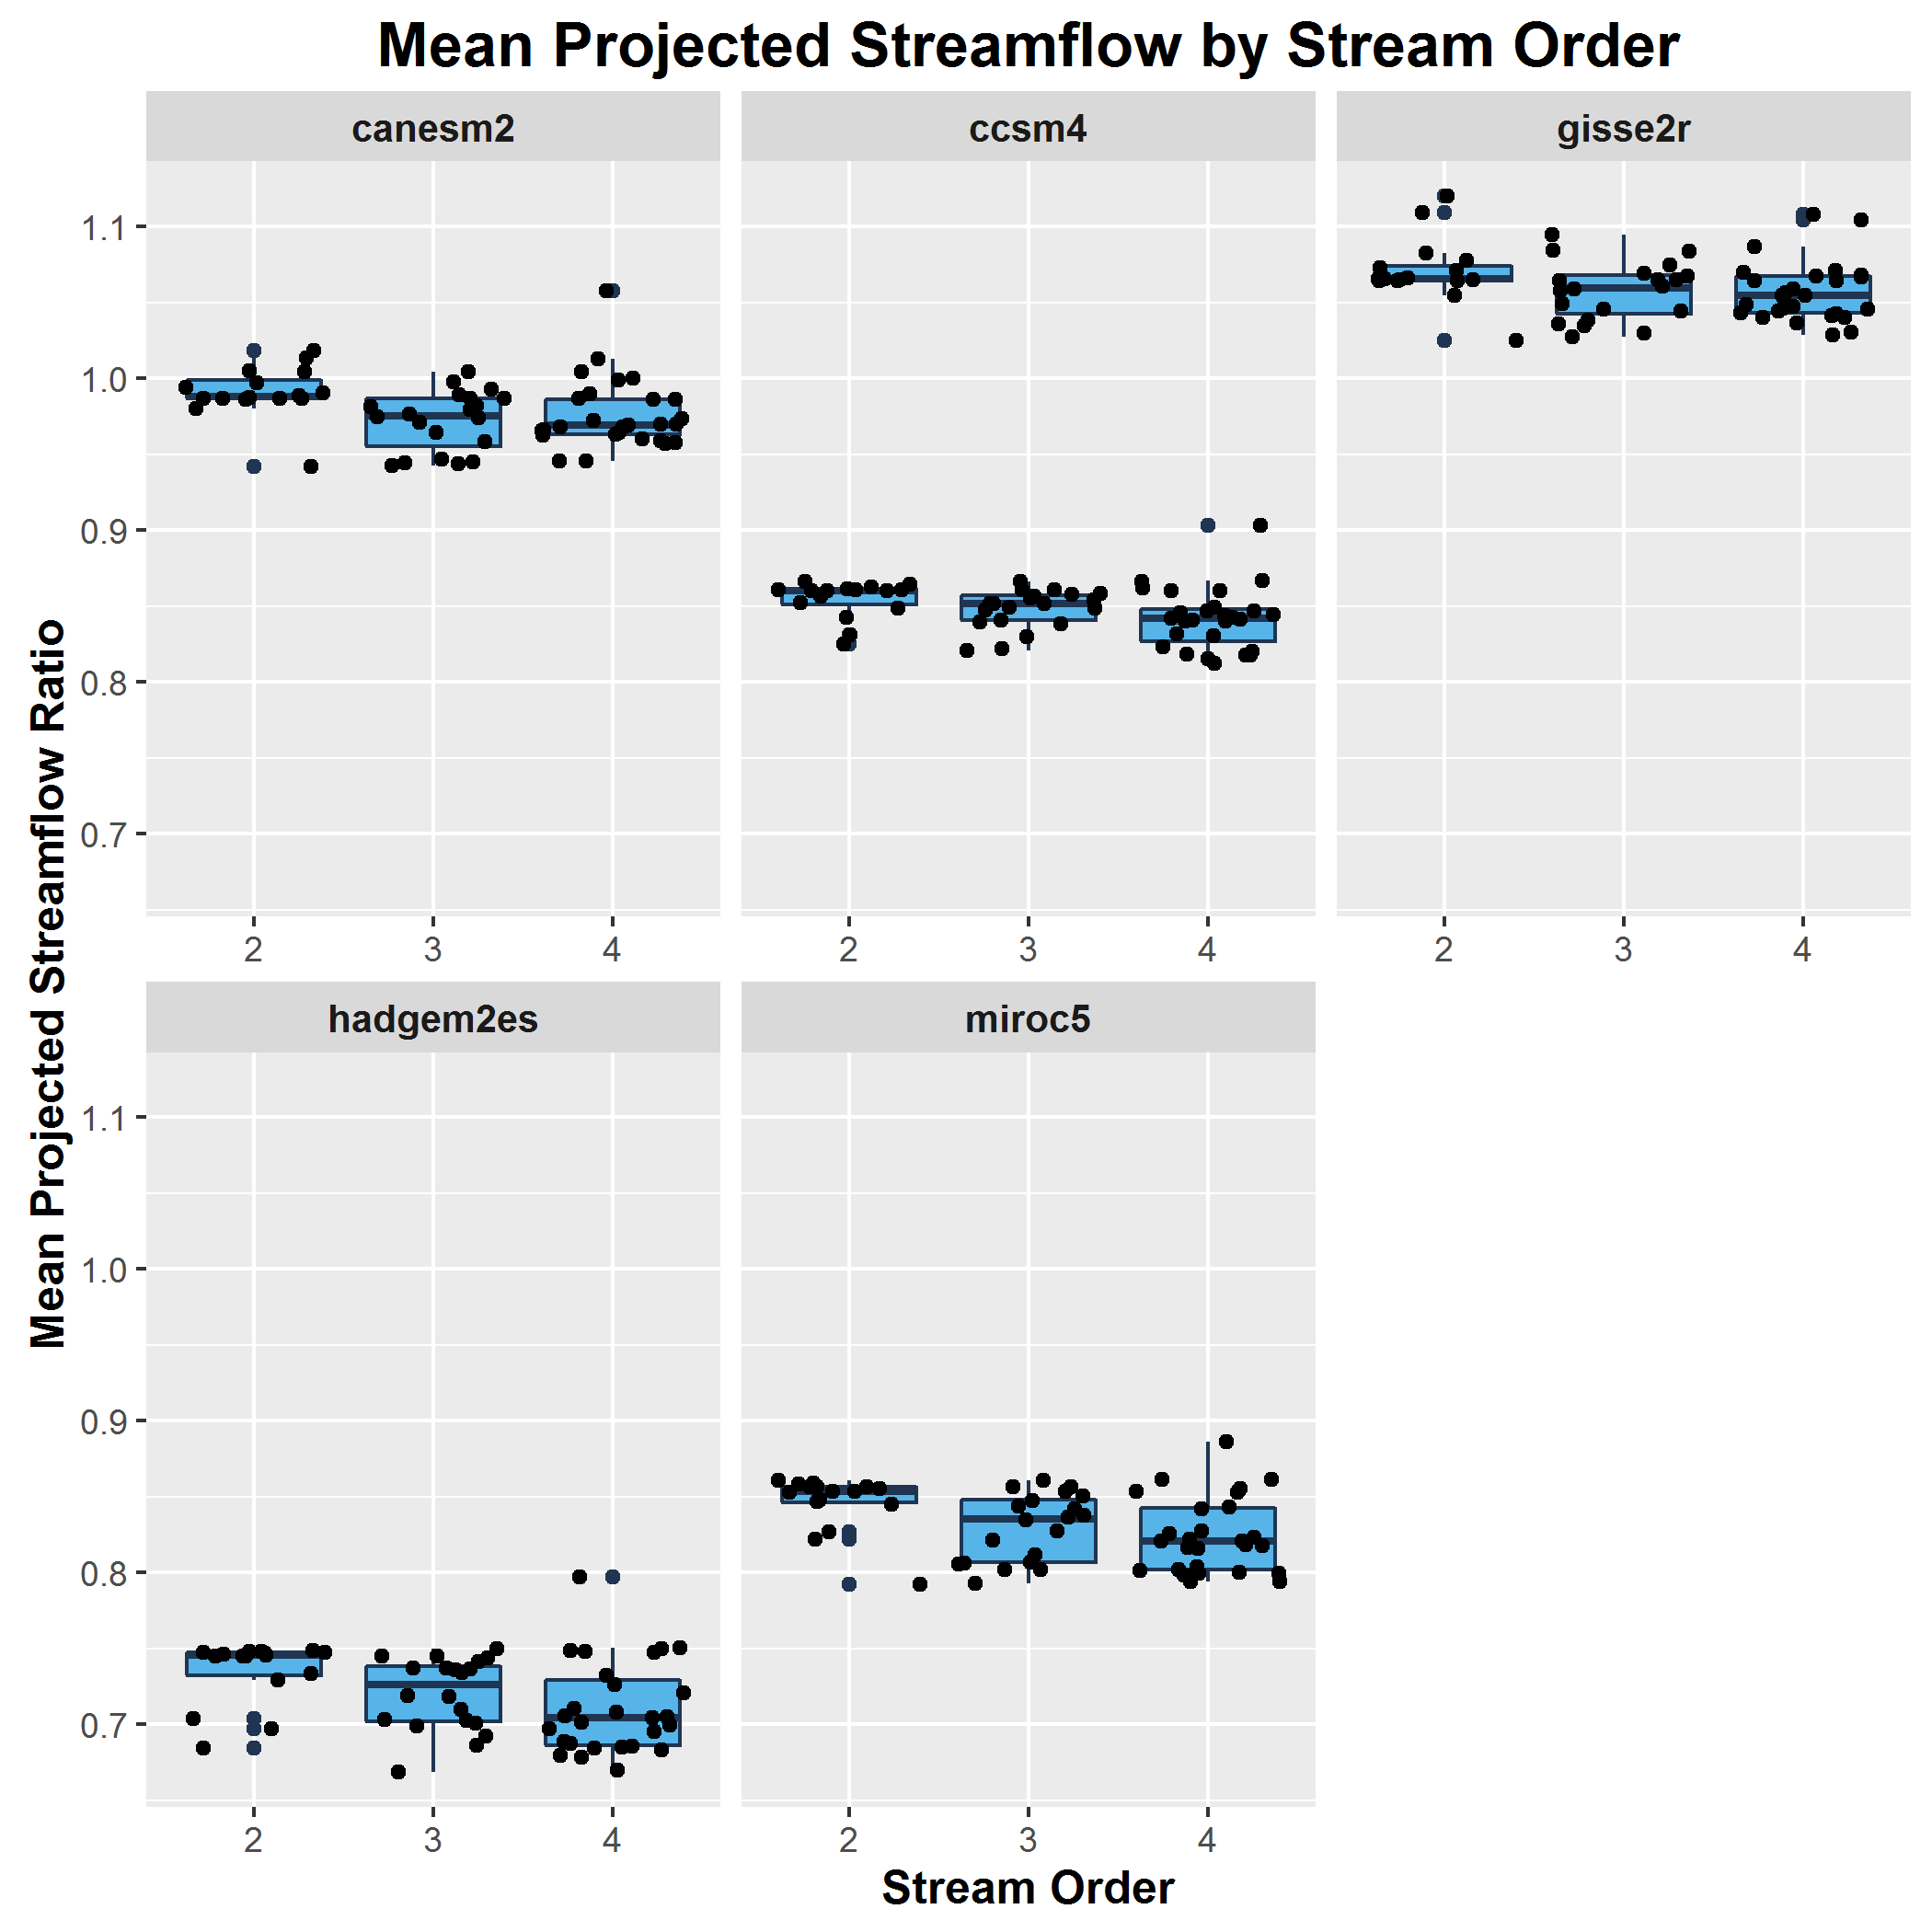 Mean Projected Streamflow by Stream Order
canesm2
ccsm4
gisse2r
1.1
1.0
0.9
0.8
0.7
2 3 4
2 3 4
2 3 4
Mean Projected Streamflow Ratio
hadgem2es
miroc5
1.1
1.0
0.9
0.8
0.7
2 3 4
2 3 4
Stream Order